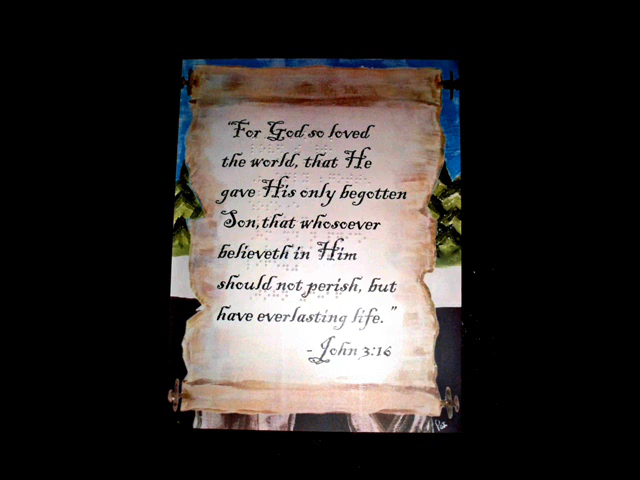 “For God so loved
the world, that He
gave His only begotten
Son, that whosoever
believeth in Him
should not perish, but
have everlasting life.”
- John 3:16